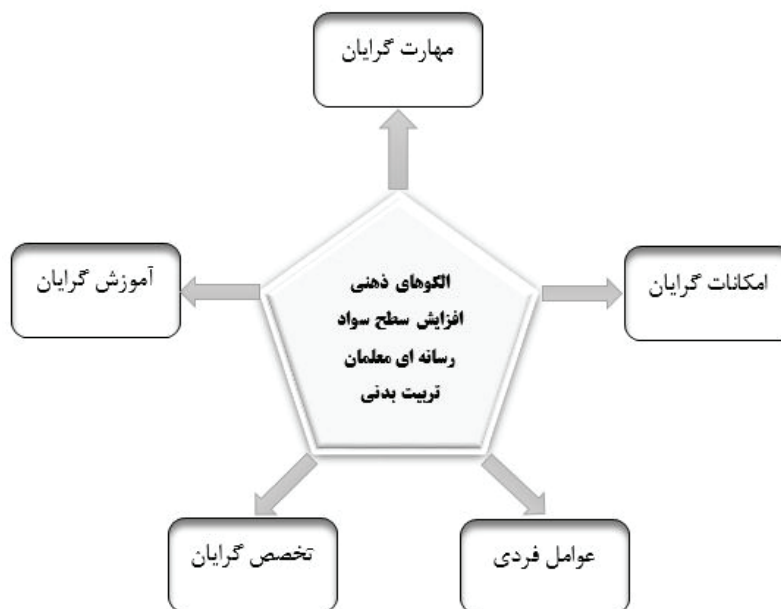 مهارت گرایان
آموزش گرایان
امکانات گرایان
الگوهای ذهنی
افزایش سطح سواد
رسانه ای معلمان
تربیت بدنی
تخصص گرایان
عوامل فردی